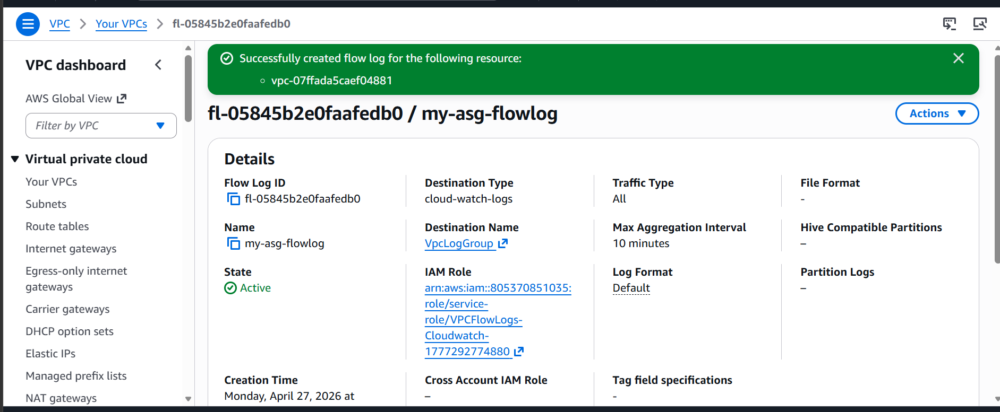 VPC > Your VPCs > fl-05845b2e0faafedb0
VPC dashboard
AWS Global View
Filter by VPC
Virtual private cloud
Your VPCs
Subnets
Route tables
Internet gateways
Egress-only internet
gateways
Carrier gateways
DHCP option sets
Elastic IPs
Managed prefix lists
NAT gateways
Successfully created flow log for the following resource:
vpc-07ffada5caef04881
fl-05845b2e0faafedb0 / my-asg-flowlog
Actions
Details
Flow Log ID
fl-05845b2e0faafedb0
Destination Type
cloud-watch-logs
Traffic Type
All
File Format
-
Name
my-asg-flowlog
Destination Name
VpcLogGroup
Max Aggregation Interval
10 minutes
Hive Compatible Partitions
–
State
Active
IAM Role
arn:aws:iam::805370851035:
role/service-
role/VPCFlowLogs-
Cloudwatch-
1777292774880
Log Format
Default
Partition Logs
–
Creation Time
Monday, April 27, 2026 at
Cross Account IAM Role
–
Tag field specifications
-